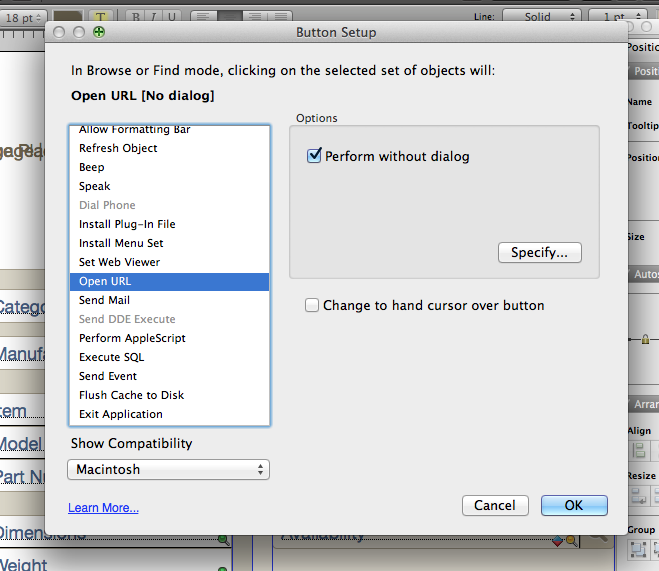 18 pt
T
B I U
Line:
Solid
1 pt
Button Setup
Positio
In Browse or Find mode, clicking on the selected set of objects will:
Open URL [No dialog]
Positi
Name
Tooltip
Position
Size
Autos
Arran
Align
Resize
Group
Options
Perform without dialog
Specify...
Change to hand cursor over button
Allow Formatting Bar
Refresh Object
Beep
Speak
Dial Phone
Install Plug-In File
Install Menu Set
Set Web Viewer
Open URL
Send Mail
Send DDE Execute
Perform AppleScript
Execute SQL
Send Event
Flush Cache to Disk
Exit Application
Show Compatibility
Macintosh
Learn More...
Cancel
OK
Catego
Manufa
tem
Model
Part Nu
Dimensions
Weight
Availability